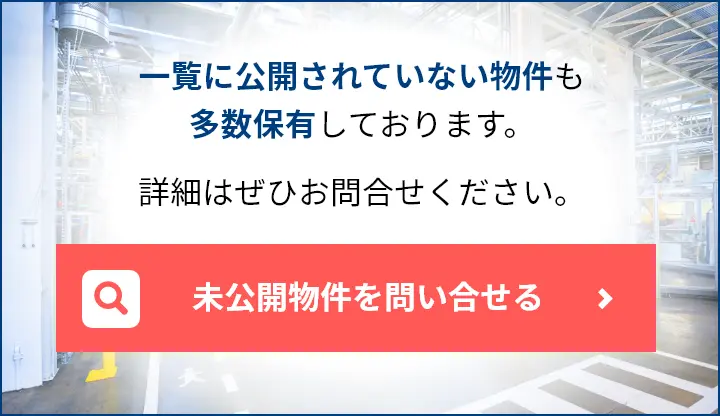 一覧に公開されていない物件も
多数保有しております。
詳細はぜひお問合せください。
未公開物件を問い合せる